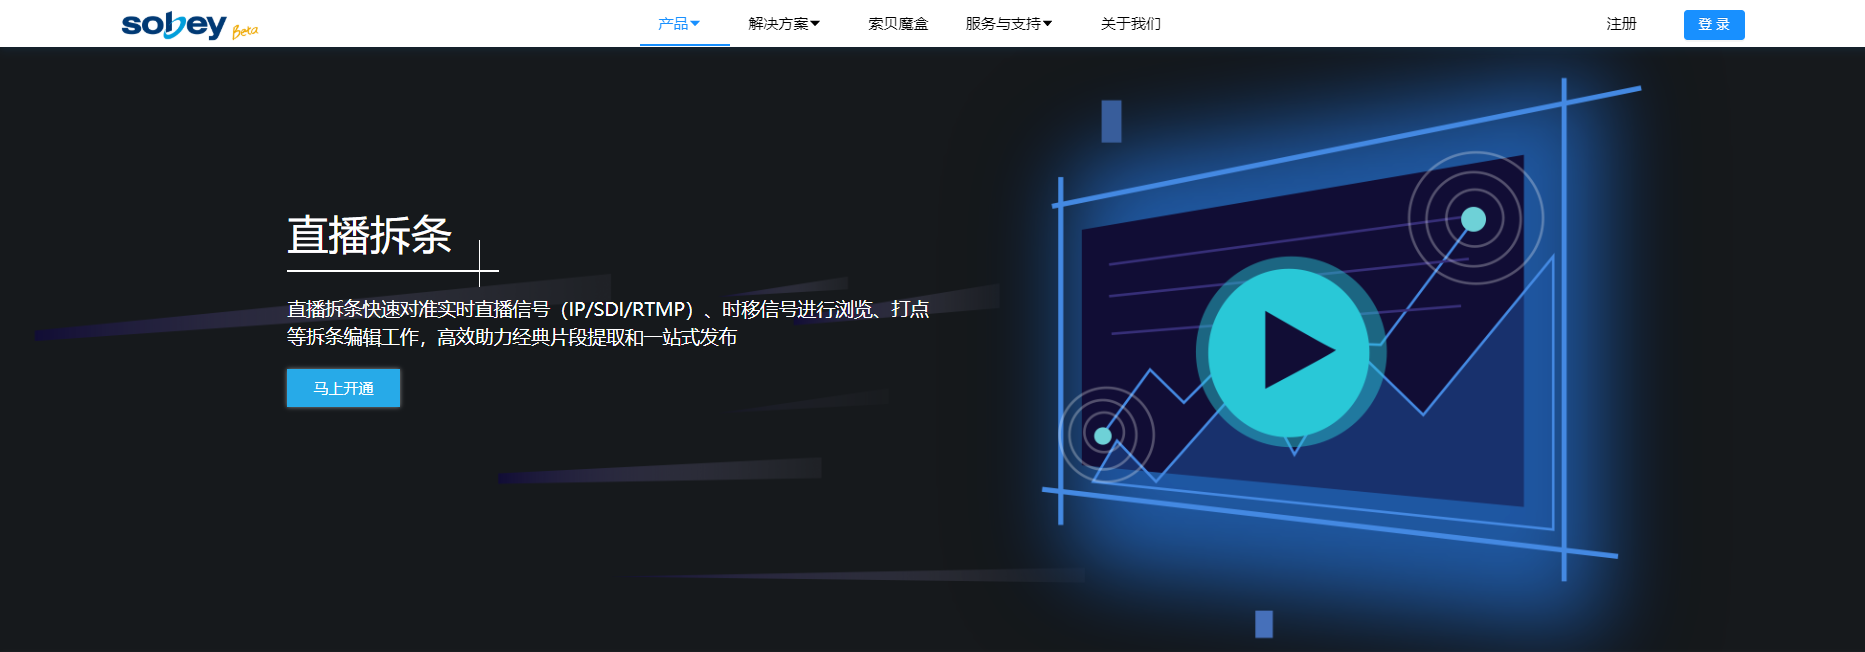 sobey Beta
产品 解决方案 索贝魔盒 服务与支持 关于我们 注册 登录
直播拆条
直播拆条快速对准实时直播信号（IP/SDI/RTMP）、时移信号进行浏览、打点
等拆条编辑工作，高效助力经典片段提取和一站式发布
马上开通